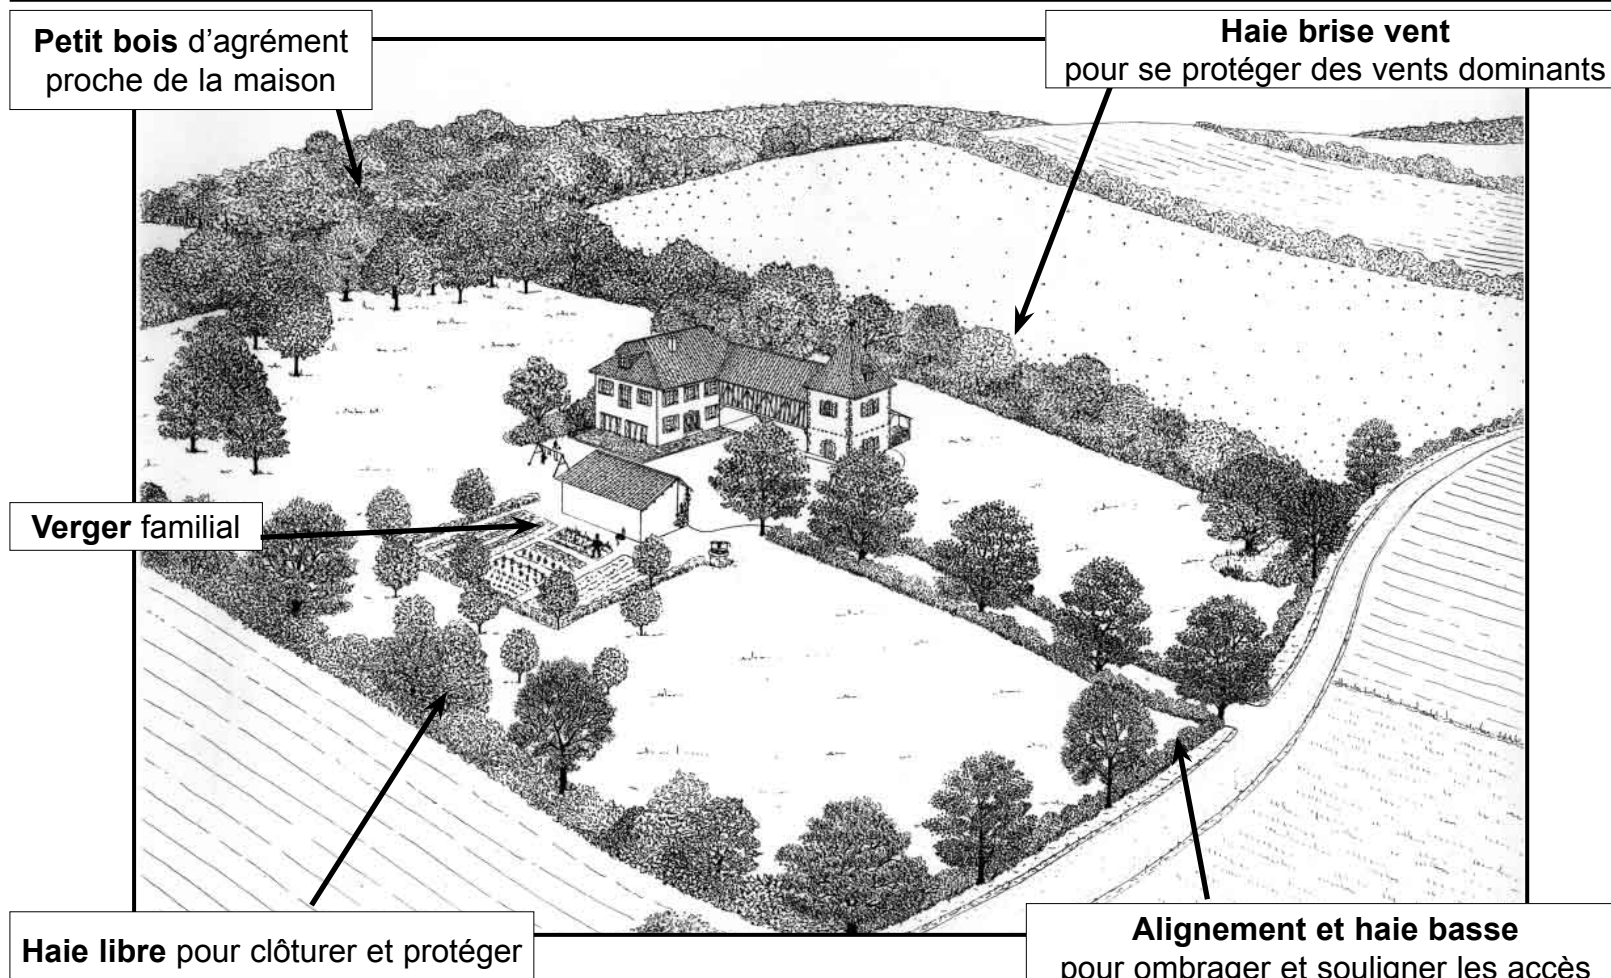 Petit bois d'agrément
proche de la maison
Haie brise vent
pour se protéger des vents dominants
Verger familial
Haie libre pour clôturer et protéger
Alignement et haie basse
pour ombrager et souligner les accès